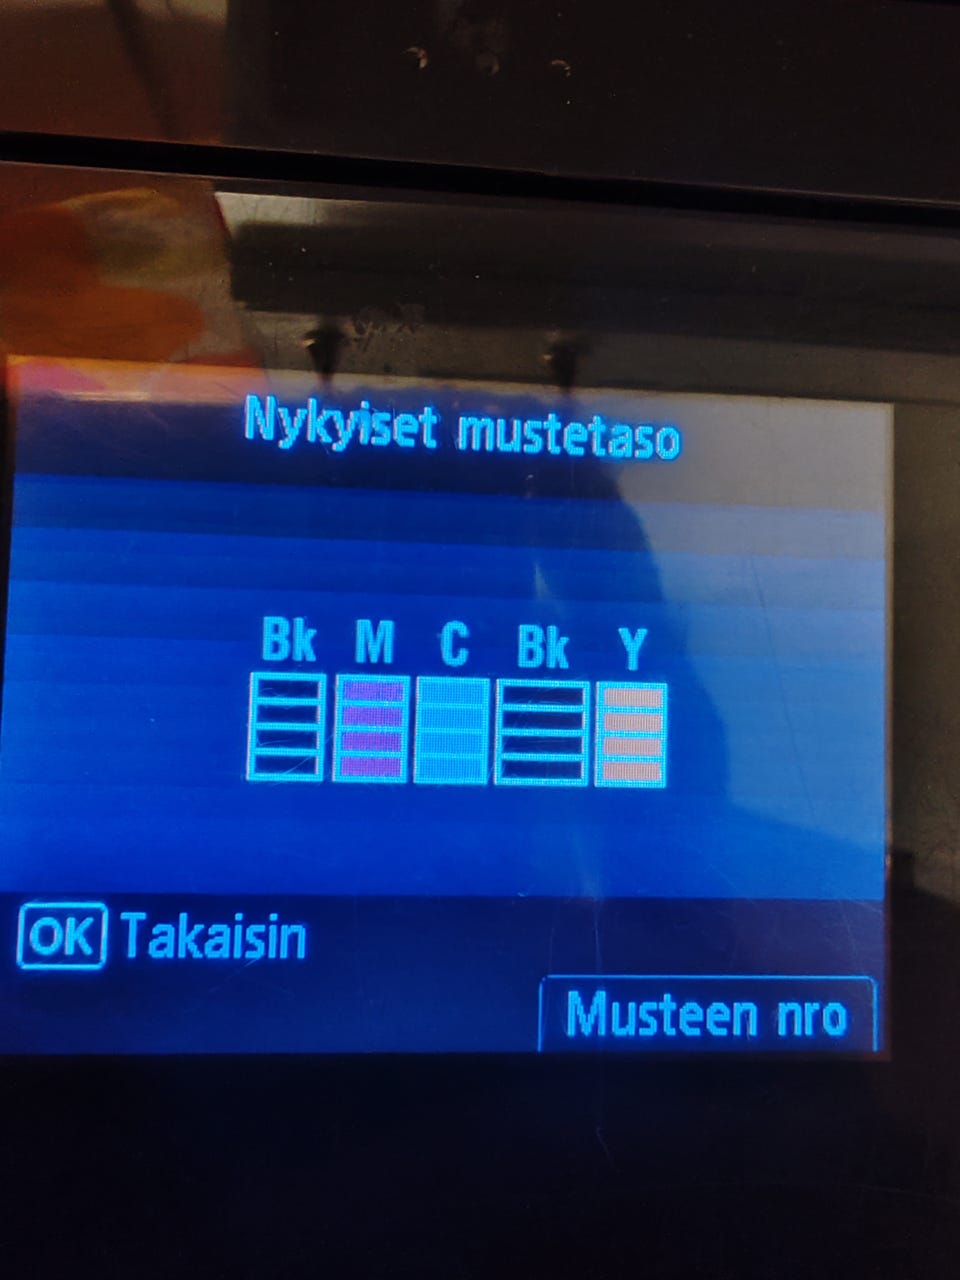 Nykyiset mustetaso
Bk M C Bk Y
OK Takaisin
Musteen nro